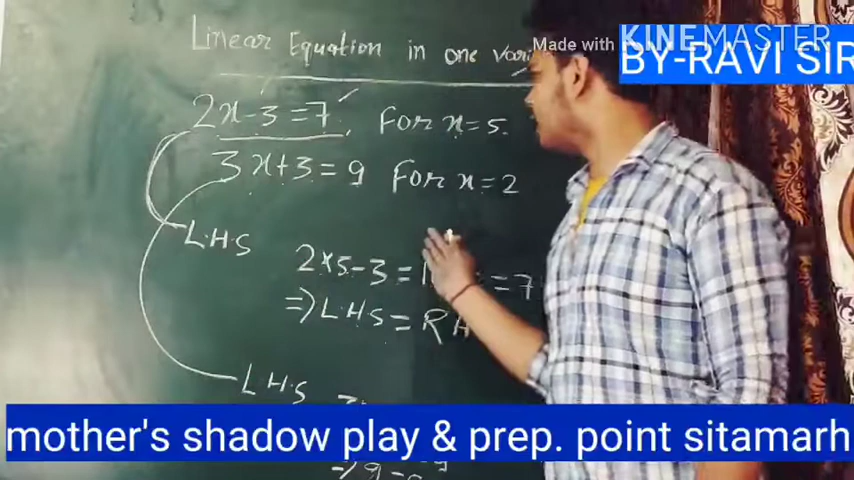 Made with KINEMASTER
BY-RAVI SIR
Linear Equation in one
2x-3=7 For x=5.
3x+3=9 For x=2
L.H.S
2×5-3= =7
=> L.H.S =
L.H.S
mother's shadow play & prep. point sitamarh